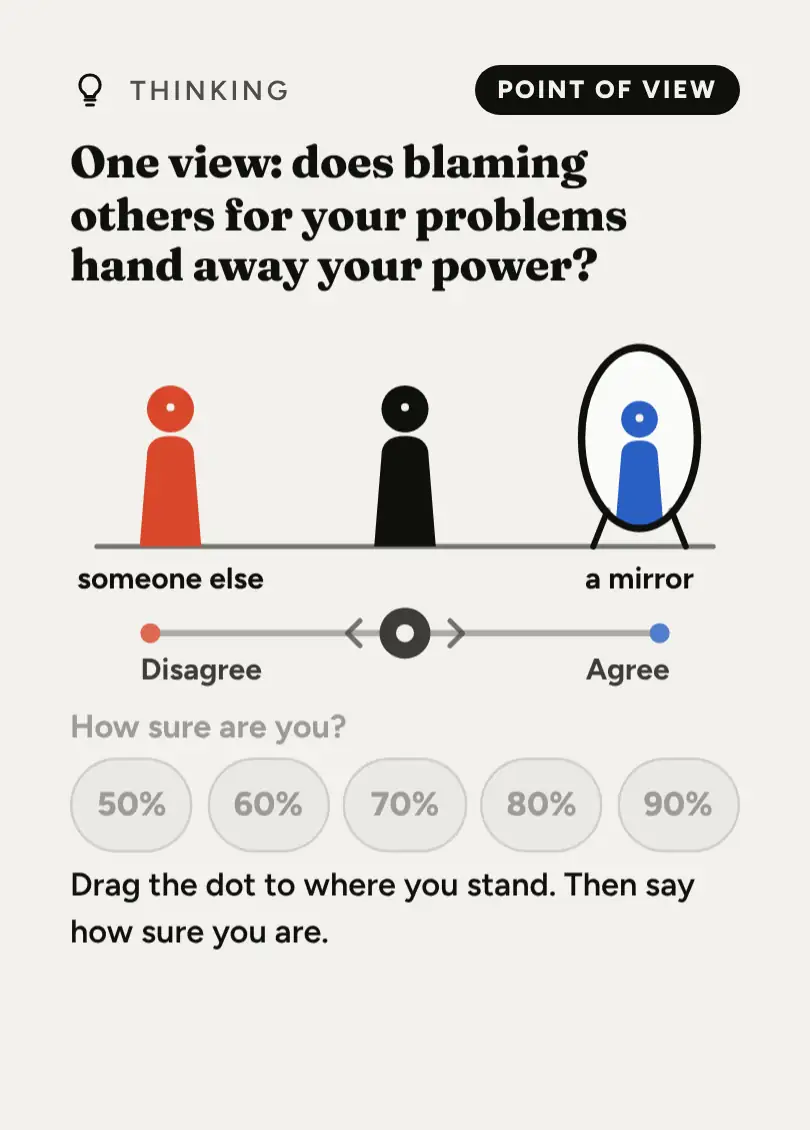 THINKING
POINT OF VIEW
One view: does blaming
others for your problems
hand away your power?
someone else
a mirror
Disagree
Agree
How sure are you?
50%
60%
70%
80%
90%
Drag the dot to where you stand. Then say
how sure you are.